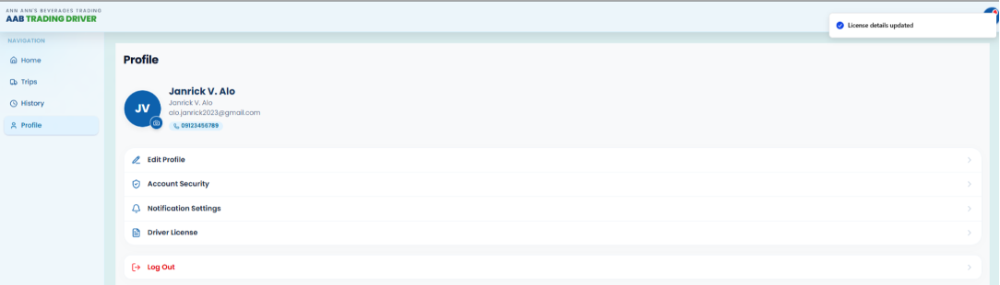 ANN ANN'S BEVERAGES TRADING
AAB TRADING DRIVER
License details updated
NAVIGATION
Home
Trips
History
Profile
Profile
JV
Janrick V. Alo
Janrick V. Alo
alo.janrick2023@gmail.com
09123456789
Edit Profile
Account Security
Notification Settings
Driver License
Log Out